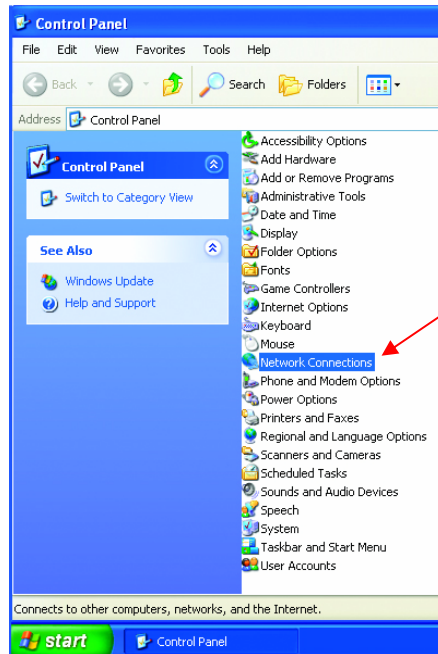 Control Panel
File Edit View Favorites Tools Help
Back Search Folders
Address Control Panel
Control Panel
Switch to Category View
See Also
Windows Update
Help and Support
Accessibility Options
Add Hardware
Add or Remove Programs
Administrative Tools
Date and Time
Display
Folder Options
Fonts
Game Controllers
Internet Options
Keyboard
Mouse
Network Connections
Phone and Modem Options
Power Options
Printers and Faxes
Regional and Language Options
Scanners and Cameras
Scheduled Tasks
Sounds and Audio Devices
Speech
System
Taskbar and Start Menu
User Accounts
Connects to other computers, networks, and the Internet.
start Control Panel